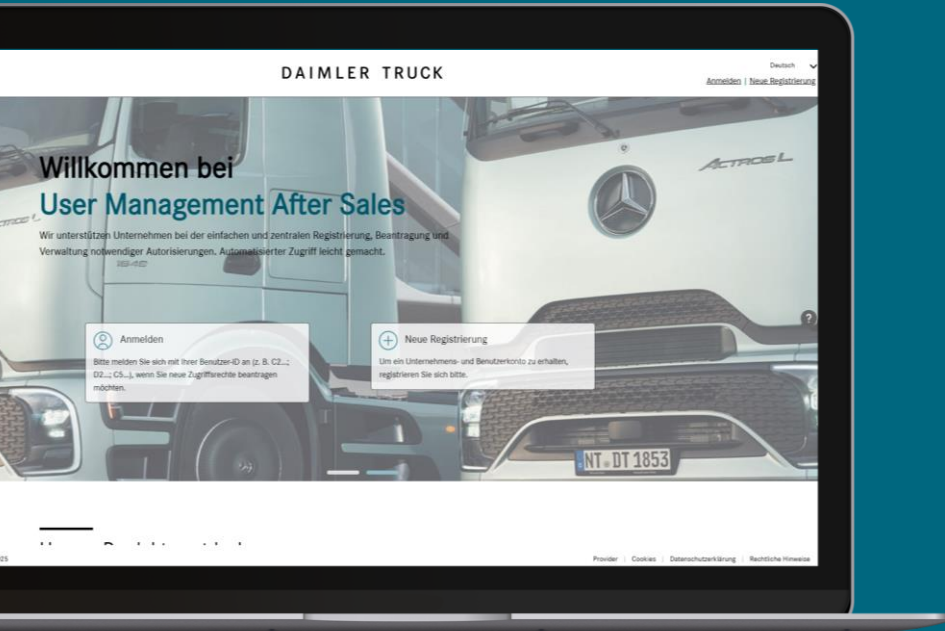 DAIMLER TRUCK
Deutsch
Anmelden | Neue Registrierung
Willkommen bei
User Management After Sales
Wir unterstützen Unternehmen bei der einfachen und zentralen Registrierung, Beantragung und
Verwaltung notwendiger Autorisierungen. Automatisierter Zugriff leicht gemacht.
ACTROS L
Anmelden
Bitte melden Sie sich mit Ihrer Benutzer-ID an (z. B. C2...;
D2...; C5...), wenn Sie neue Zugriffsrechte beantragen
möchten.
Neue Registrierung
Um ein Unternehmens- und Benutzerkonto zu erhalten,
registrieren Sie sich bitte.
?
NT DT 1853
25
Provider | Cookies | Datenschutzerklärung | Rechtliche Hinweise